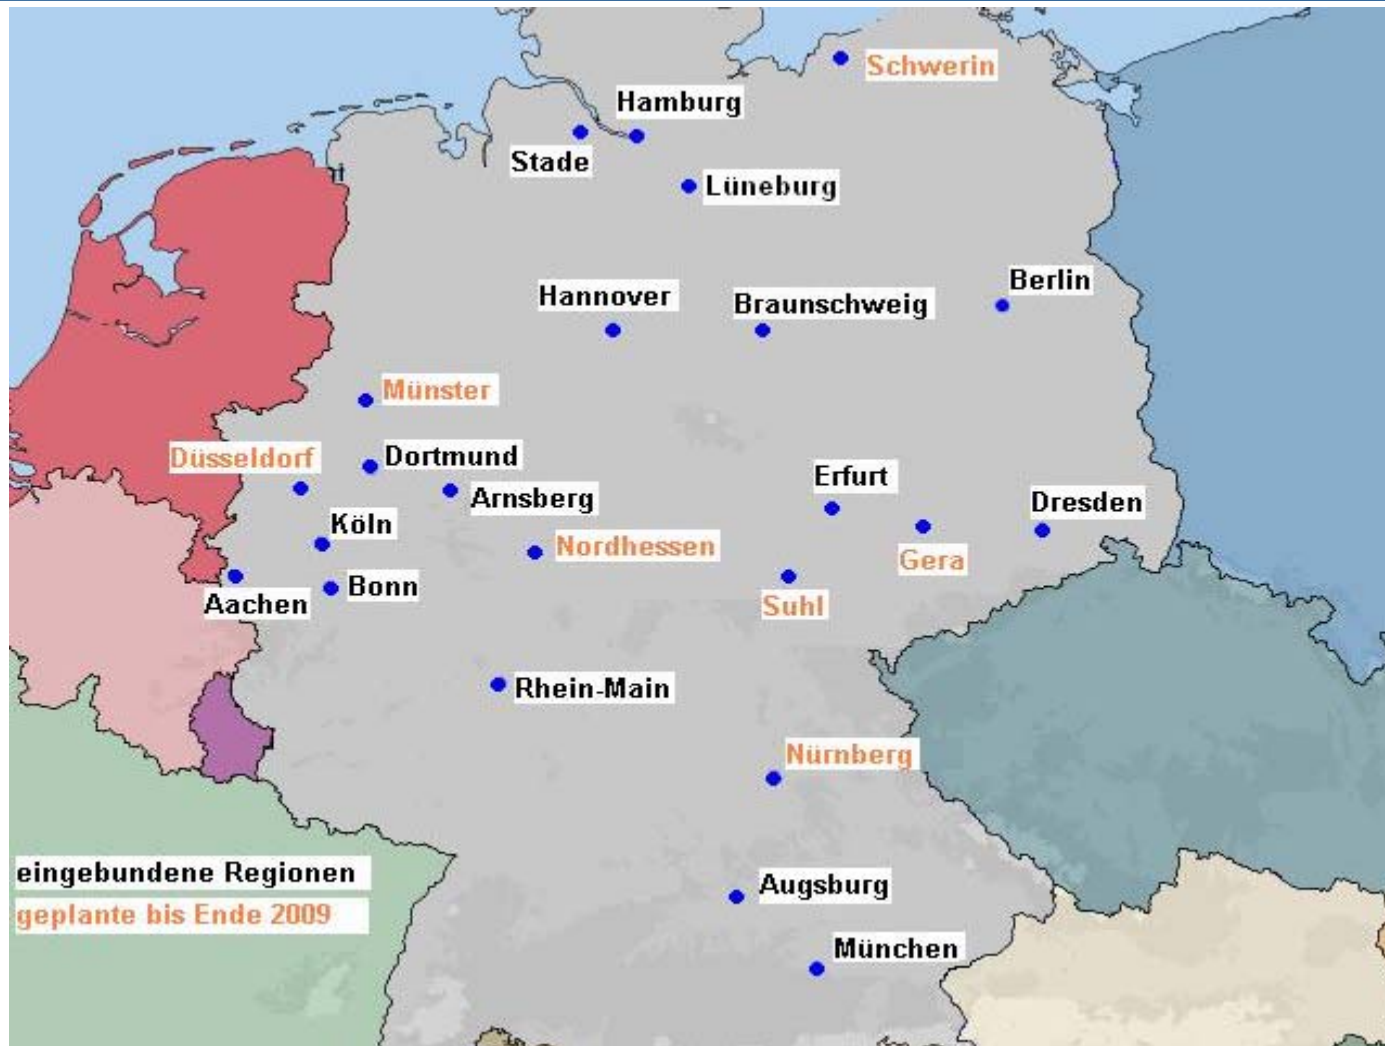 Schwerin
Hamburg
Stade
Lüneburg
Berlin
Hannover
Braunschweig
Münster
Düsseldorf
Dortmund
Erfurt
Arnsberg
Dresden
Köln
Nordhessen
Gera
Bonn
Aachen
Suhl
Rhein-Main
Nürnberg
eingebundene Regionen
Augsburg
geplante bis Ende 2009
München